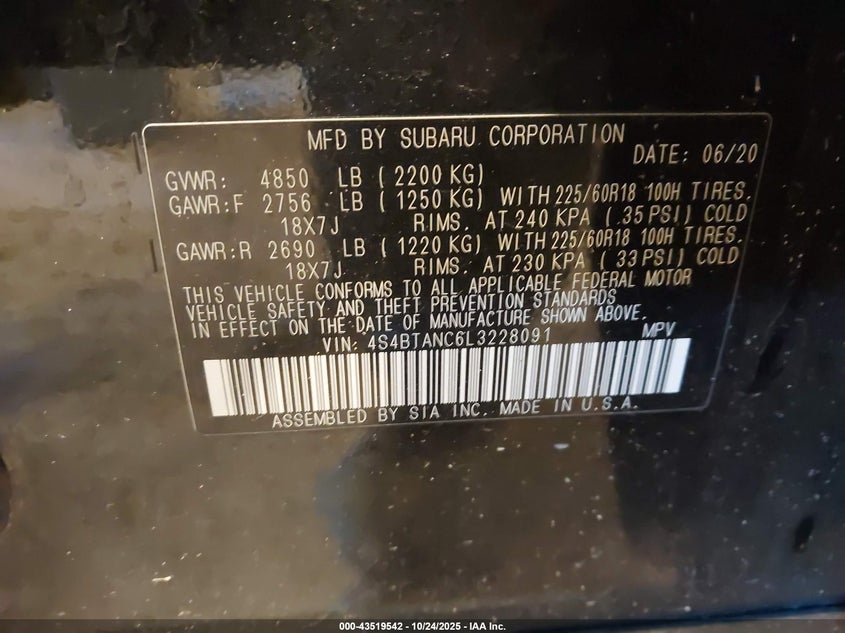 MFD BY SUBARU CORPORATION
DATE: 06/20
GVWR: 4850 LB ( 2200 KG)
GAWR:F 2756 LB ( 1250 KG) WITH 225/60R18 100H TIRES.
18X7J RIMS. AT 240 KPA ( 35 PSI) COLD
GAWR:R 2690 LB ( 1220 KG) WITH 225/60R18 100H TIRES.
18X7J RIMS. AT 230 KPA ( 33 PSI) COLD
THIS VEHICLE CONFORMS TO ALL APPLICABLE FEDERAL MOTOR
VEHICLE SAFETY AND THEFT PREVENTION STANDARDS
IN EFFECT ON THE DATE OF MANUFACTURE SHOWN ABOVE.
VIN: 4S4BTANC6L3228091 MPV
ASSEMBLED BY SIA INC. MADE IN U.S.A.
000-43519542 - 10/24/2025 - IAA Inc.